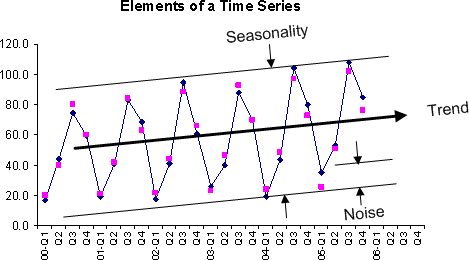 Elements of a Time Series
Seasonality
120.0
100.0
80.0
60.0
40.0
20.0
0.0
Trend
Noise
00-Q1
Q2
Q3
Q4
01-Q1
Q2
Q3
Q4
02-Q1
Q2
Q3
Q4
03-Q1
Q2
Q3
Q4
04-Q1
Q2
Q3
Q4
05-Q1
Q2
Q3
Q4
06-Q1
Q2
Q3
Q4